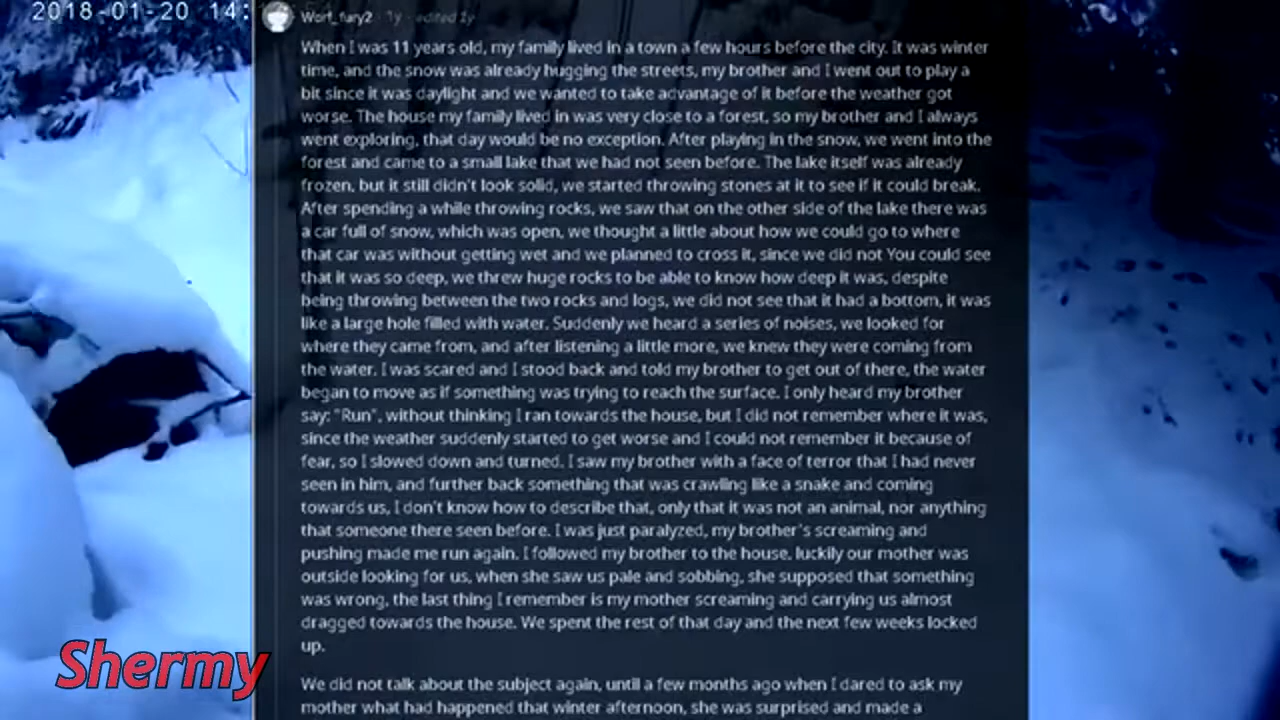 2018-01-20 14:
Worf_fury2 · 1y · edited 1y
When I was 11 years old, my family lived in a town a few hours before the city. It was winter
time, and the snow was already hugging the streets, my brother and I went out to play a
bit since it was daylight and we wanted to take advantage of it before the weather got
worse. The house my family lived in was very close to a forest, so my brother and I always
went exploring, that day would be no exception. After playing in the snow, we went into the
forest and came to a small lake that we had not seen before. The lake itself was already
frozen, but it still didn't look solid, we started throwing stones at it to see if it could break.
After spending a while throwing rocks, we saw that on the other side of the lake there was
a car full of snow, which was open, we thought a little about how we could go to where
that car was without getting wet and we planned to cross it, since we did not You could see
that it was so deep, we threw huge rocks to be able to know how deep it was, despite
being throwing between the two rocks and logs, we did not see that it had a bottom, it was
like a large hole filled with water. Suddenly we heard a series of noises, we looked for
where they came from, and after listening a little more, we knew they were coming from
the water. I was scared and I stood back and told my brother to get out of there, the water
began to move as if something was trying to reach the surface. I only heard my brother
say: "Run", without thinking I ran towards the house, but I did not remember where it was,
since the weather suddenly started to get worse and I could not remember it because of
fear, so I slowed down and turned. I saw my brother with a face of terror that I had never
seen in him, and further back something that was crawling like a snake and coming
towards us, I don't know how to describe that, only that it was not an animal, nor anything
that someone there seen before. I was just paralyzed, my brother's screaming and
pushing made me run again. I followed my brother to the house, luckily our mother was
outside looking for us, when she saw us pale and sobbing, she supposed that something
was wrong, the last thing I remember is my mother screaming and carrying us almost
dragged towards the house. We spent the rest of that day and the next few weeks locked
up.
We did not talk about the subject again, until a few months ago when I dared to ask my
mother what had happened that winter afternoon, she was surprised and made a
Shermy